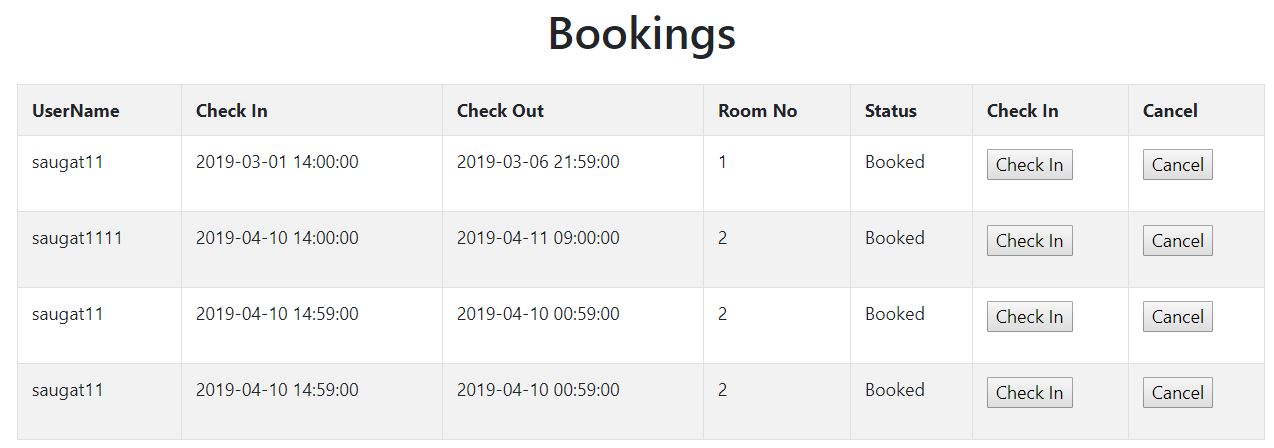 Bookings
UserName Check In Check Out Room No Status Check In Cancel
saugat11 2019-03-01 14:00:00 2019-03-06 21:59:00 1 Booked Check In Cancel
saugat1111 2019-04-10 14:00:00 2019-04-11 09:00:00 2 Booked Check In Cancel
saugat11 2019-04-10 14:59:00 2019-04-10 00:59:00 2 Booked Check In Cancel
saugat11 2019-04-10 14:59:00 2019-04-10 00:59:00 2 Booked Check In Cancel